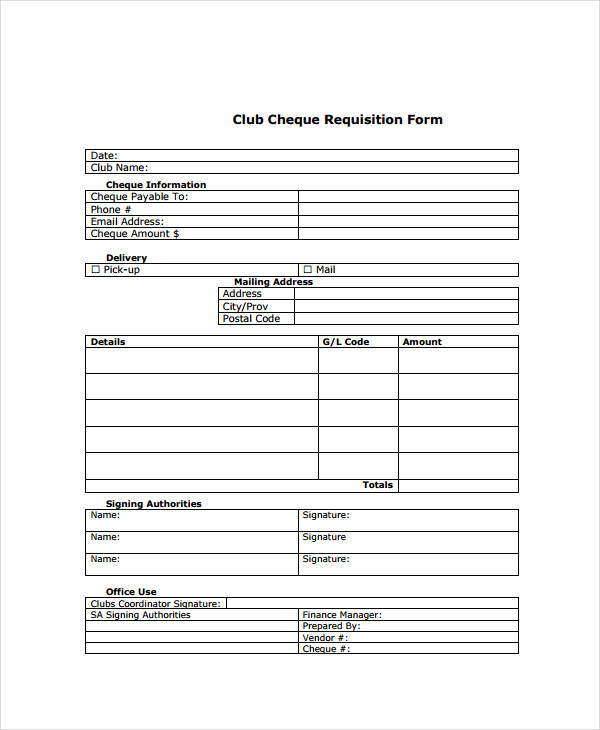 Club Cheque Requisition Form
Date:
Club Name:
Cheque Information
Cheque Payable To:
Phone #
Email Address:
Cheque Amount $
Delivery
☐ Pick-up ☐ Mail
Mailing Address
Address
City/Prov
Postal Code
Details G/L Code Amount
Totals
Signing Authorities
Name: Signature:
Name: Signature
Name: Signature:
Office Use
Clubs Coordinator Signature:
SA Signing Authorities Finance Manager:
Prepared By:
Vendor #:
Cheque #: